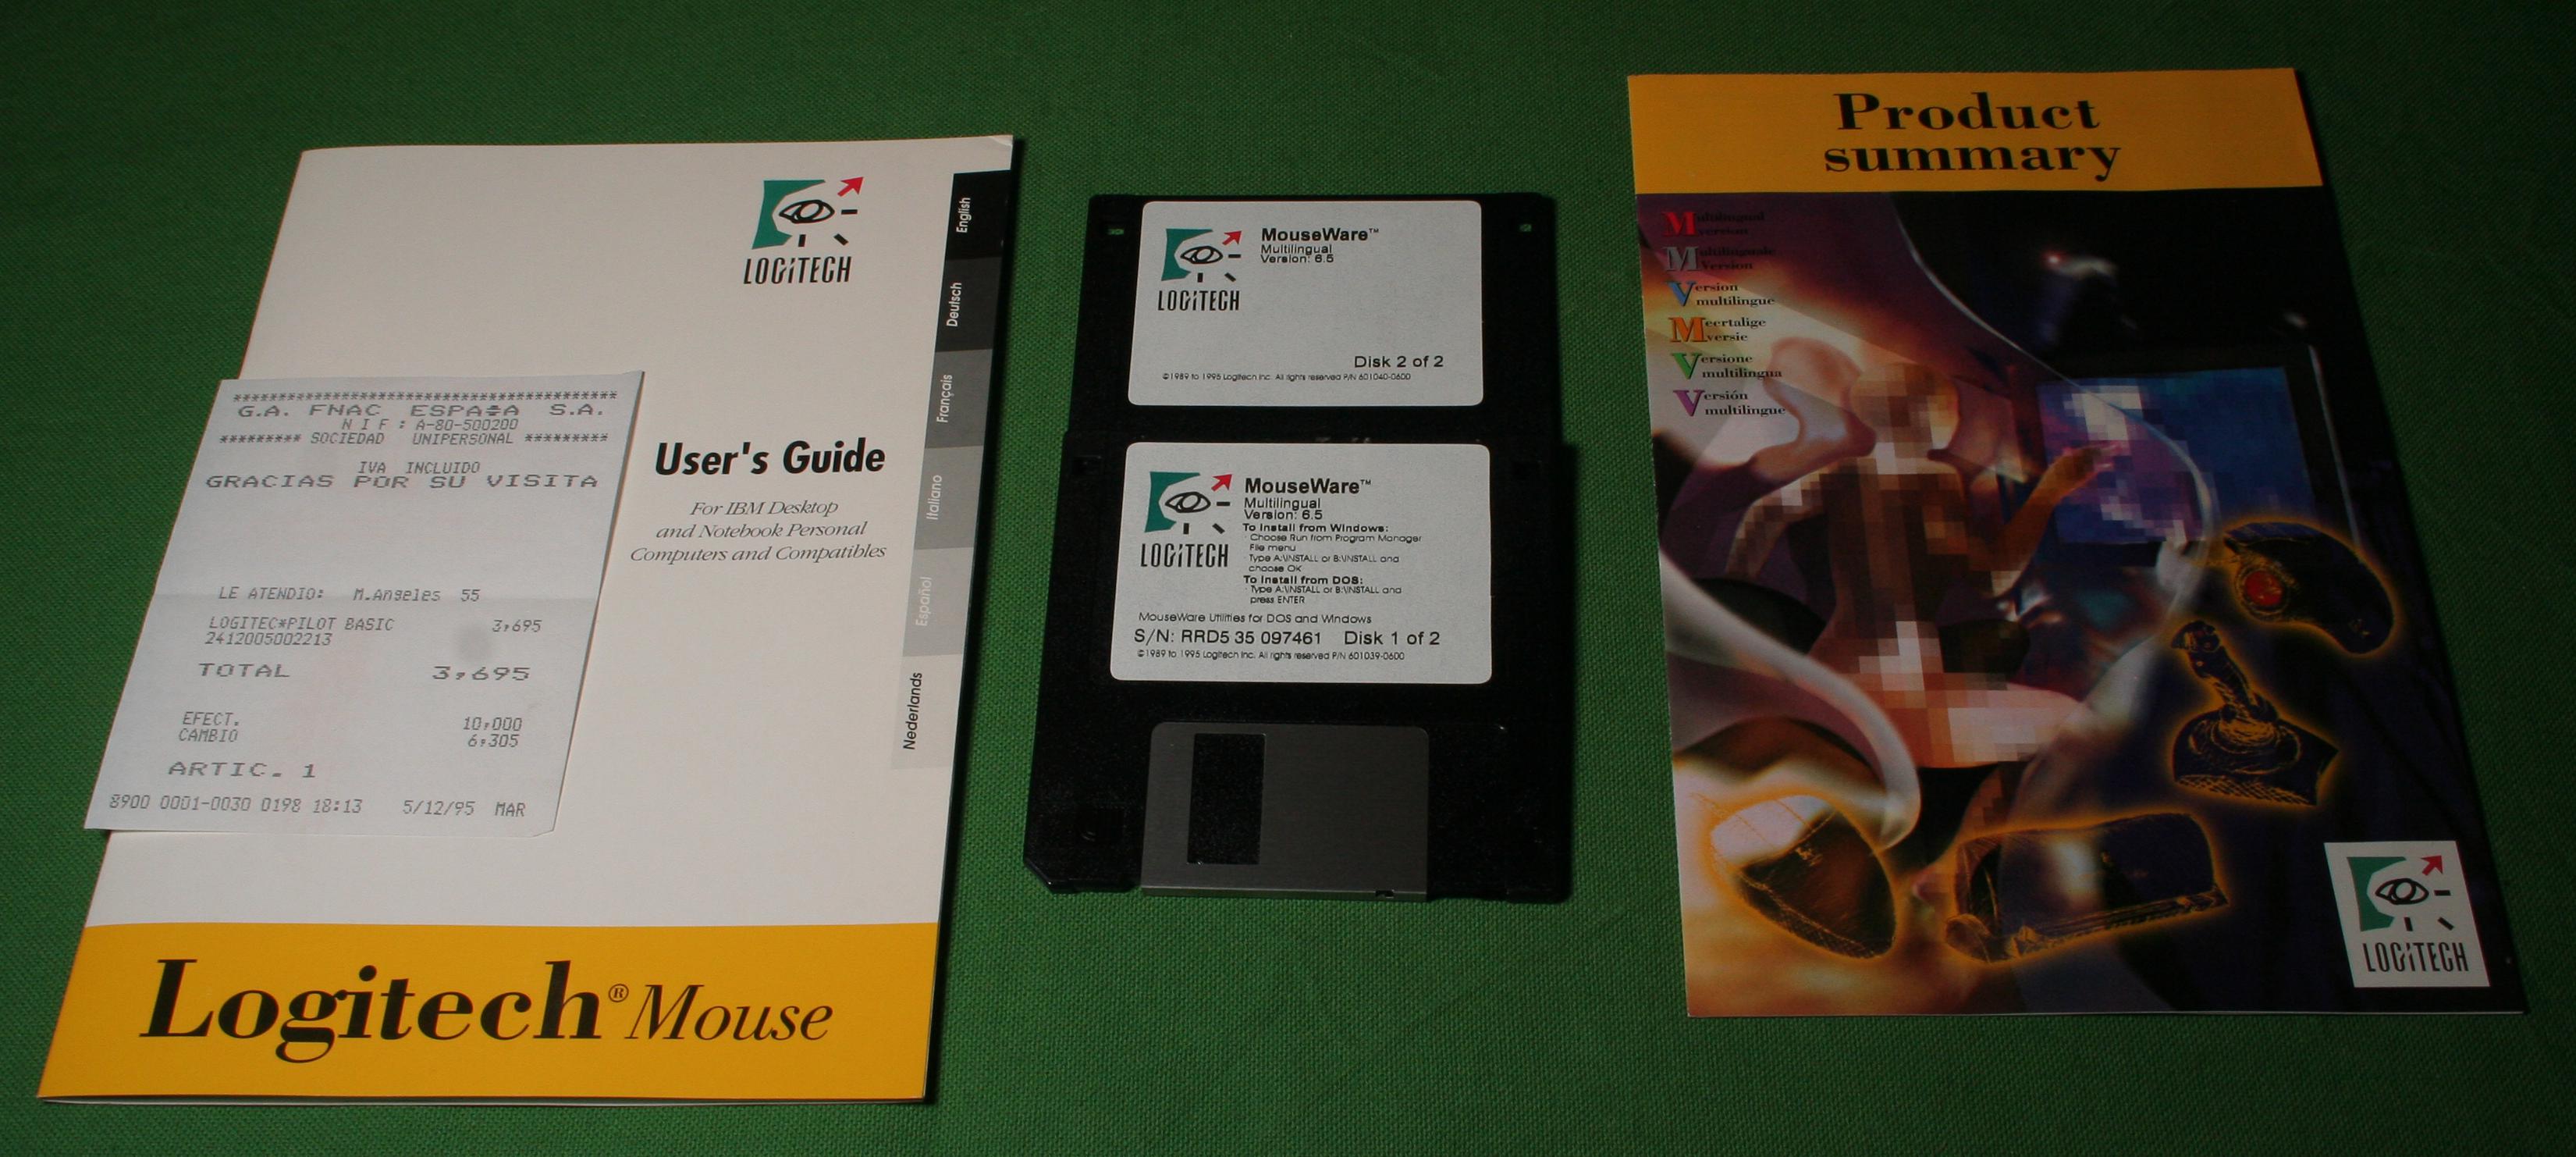 LOGiTECH
English
Deutsch
Français
Italiano
Español
Nederlands
User's Guide
For IBM Desktop
and Notebook Personal
Computers and Compatibles
Logitech® Mouse
******************************************
G.A. FNAC ESPA±A S.A.
N I F : A-80-500200
********* SOCIEDAD UNIPERSONAL *********
IVA INCLUIDO
GRACIAS POR SU VISITA
LE ATENDIO: M.Angeles 55
LOGITEC*PILOT BASIC 3,695
2412005002213
TOTAL 3,695
EFECT. 10,000
CAMBIO 6,305
ARTIC. 1
8900 0001-0030 0198 18:13 5/12/95 MAR
LOGiTECH
MouseWare™
Multilingual
Version: 6.5
Disk 2 of 2
©1989 to 1995 Logitech Inc. All rights reserved P/N 601040-0600
LOGiTECH
MouseWare™
Multilingual
Version: 6.5
To Install from Windows:
· Choose Run from Program Manager
File menu
Type A:\INSTALL or B:\INSTALL and
choose OK
To Install from DOS:
· Type A:\INSTALL or B:\INSTALL and
press ENTER
MouseWare Utilities for DOS and Windows
S/N: RRD5 35 097461 Disk 1 of 2
©1989 to 1995 Logitech Inc. All rights reserved P/N 601039-0600
Product
summary
Multilingual
version
Multilinguale
Version
Version
multilingue
Meertalige
versie
Versione
multilingua
Versión
multilingue
LOGiTECH